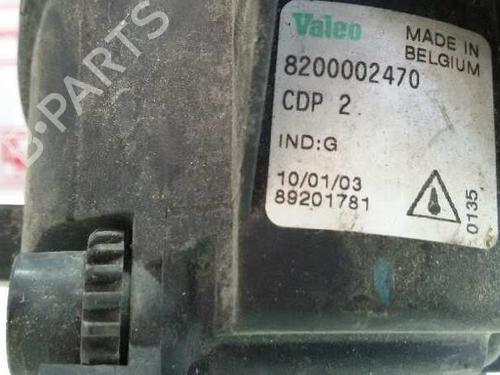 Valeo
MADE IN
BELGIUM
8200002470
CDP 2
IND:G
10/01/03
89201781
0135
B-PARTS